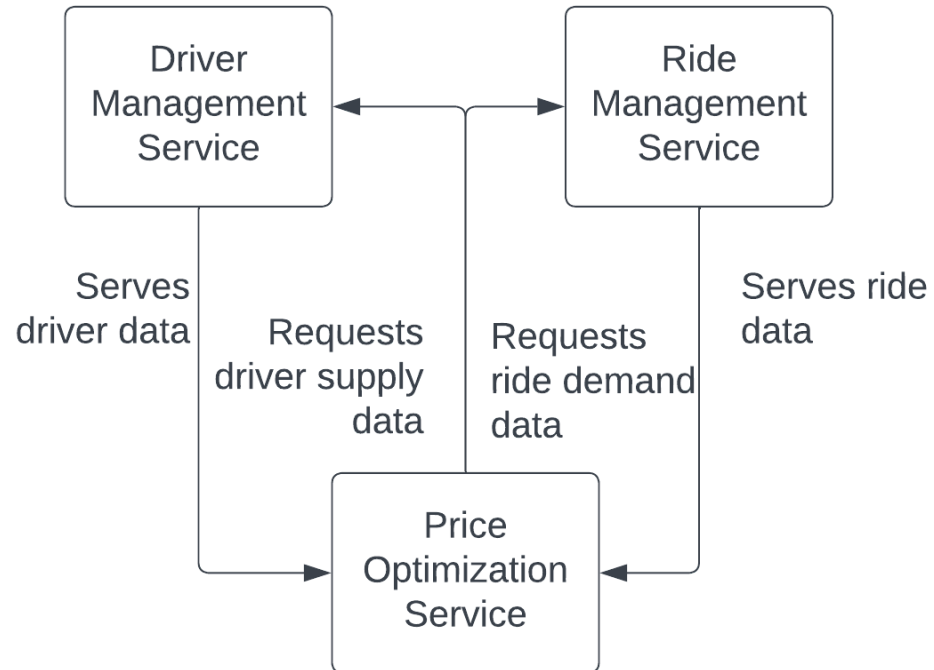 Driver
Management
Service
Ride
Management
Service
Serves
driver data
Requests
driver supply
data
Requests
ride demand
data
Serves ride
data
Price
Optimization
Service